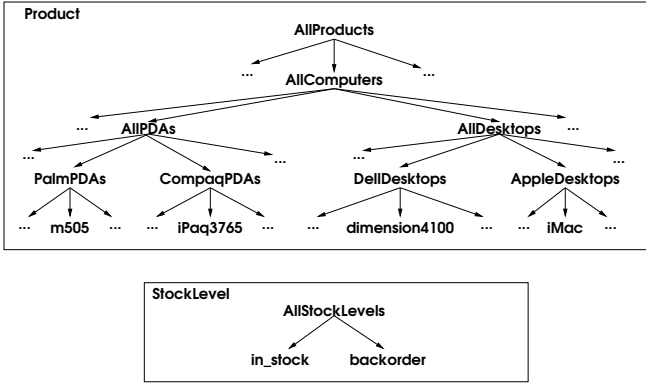 Product
AllProducts
... ...
AllComputers
... ...
AllPDAs AllDesktops
... ... ... ...
PalmPDAs CompaqPDAs DellDesktops AppleDesktops
... m505 ... ... iPaq3765 ... ... dimension4100 ... ... iMac ...
StockLevel
AllStockLevels
in_stock backorder